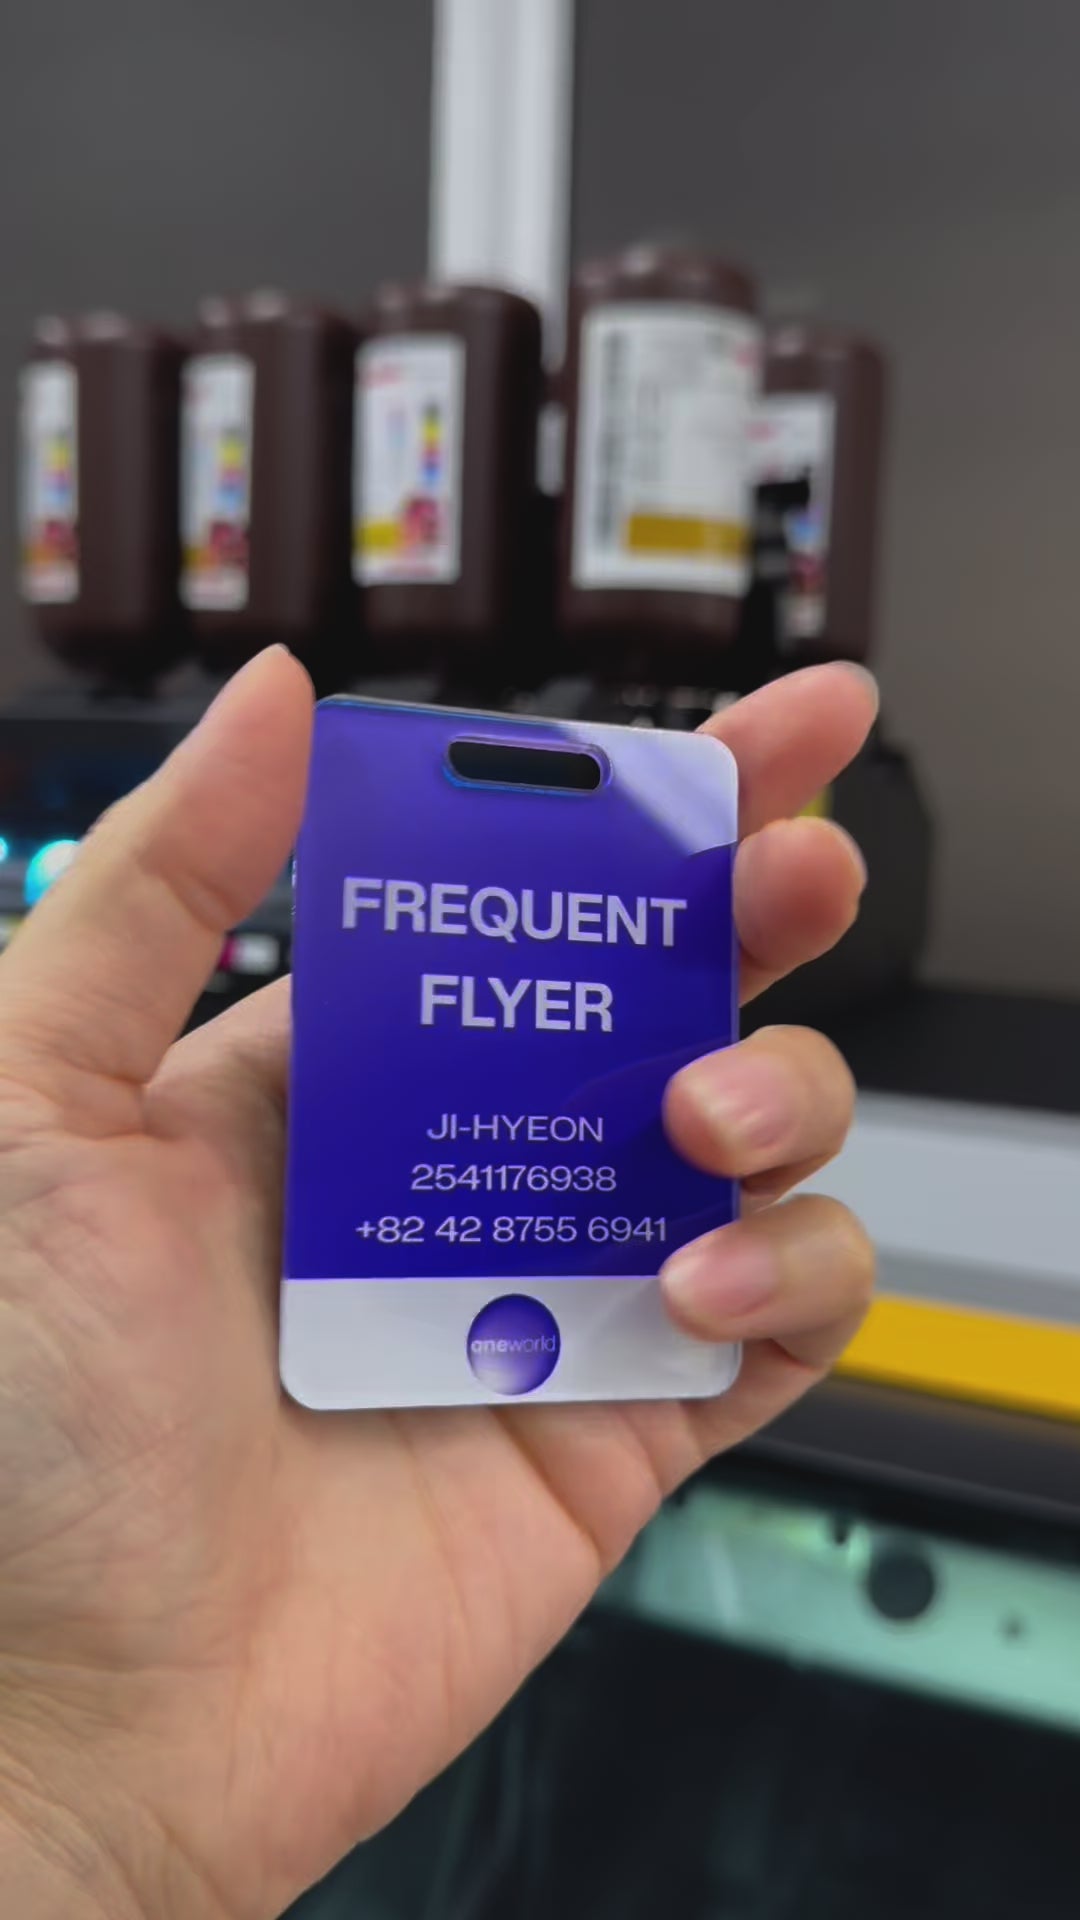 FREQUENT
FLYER
JI-HYEON
2541176938
+82 42 8755 6941
oneworld